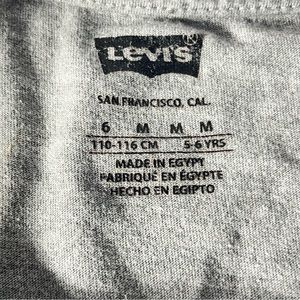 LEVI'S®
SAN FRANCISCO, CAL.
6 M M M
110-116 CM 5-6 YRS
MADE IN EGYPT
FABRIQUÉ EN ÉGYPTE
HECHO EN EGIPTO